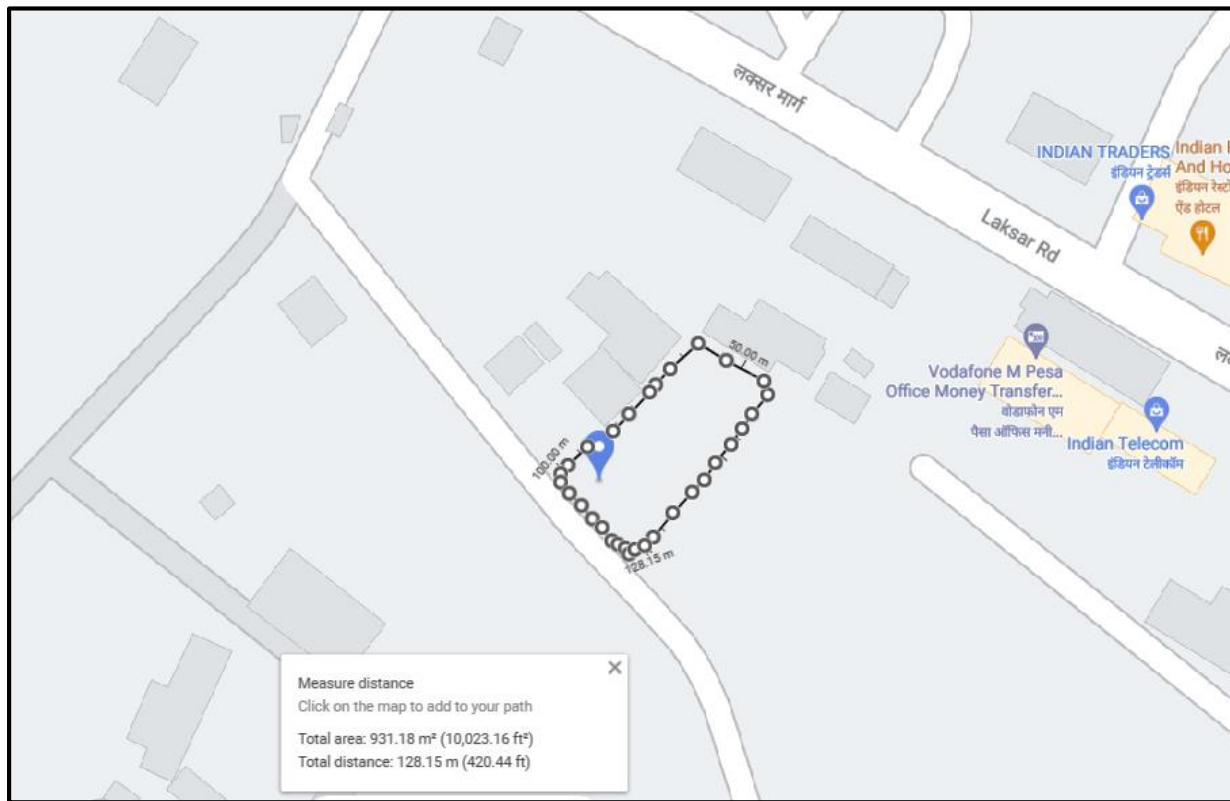 लक्सर मार्ग
INDIAN TRADERS
इंडियन ट्रेडर्स
Indian
And Ho
इंडियन
ऐंड होटल
Laksar Rd
50.00 m
Vodafone M Pesa
Office Money Transfer...
वोडाफोन एम
पैसा ऑफिस मनी...
Indian Telecom
इंडियन टेलीकॉम
100.00 m
128.15 m
Measure distance
Click on the map to add to your path
Total area: 931.18 m² (10,023.16 ft²)
Total distance: 128.15 m (420.44 ft)